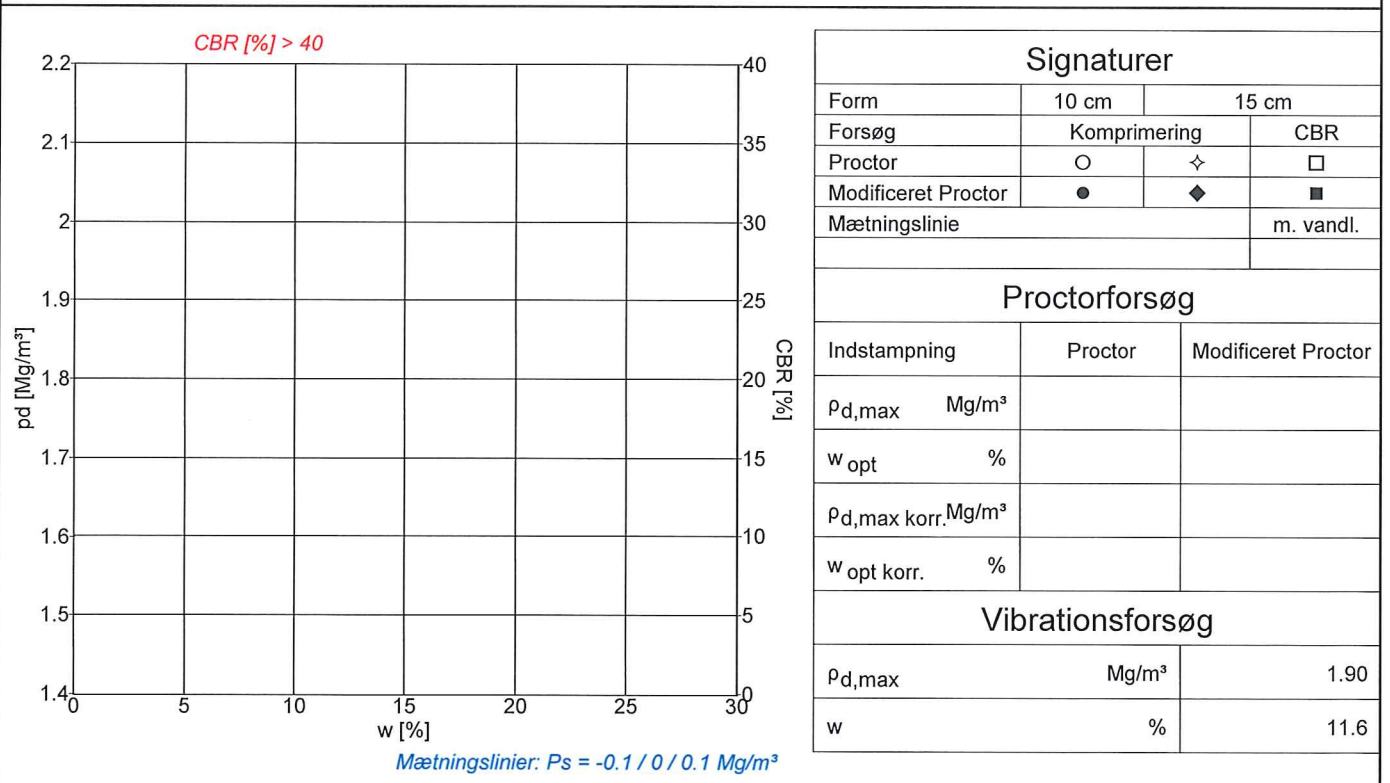 CBR [%] > 40
2.2
2.1
2
1.9
1.8
1.7
1.6
1.5
1.4
pd [Mg/m³]
40
35
30
25
20
15
10
5
0
CBR [%]
0 5 10 15 20 25 30
w [%]
Mætningslinier: Ps = -0.1 / 0 / 0.1 Mg/m³
Signaturer
Form 10 cm 15 cm
Forsøg Komprimering CBR
Proctor ○ ✧ □
Modificeret Proctor ● ◆ ■
Mætningslinie m. vandl.
Proctorforsøg
Indstampning Proctor Modificeret Proctor
ρd,max Mg/m³
w opt %
ρd,max korr. Mg/m³
w opt korr. %
Vibrationsforsøg
ρd,max Mg/m³ 1.90
w % 11.6